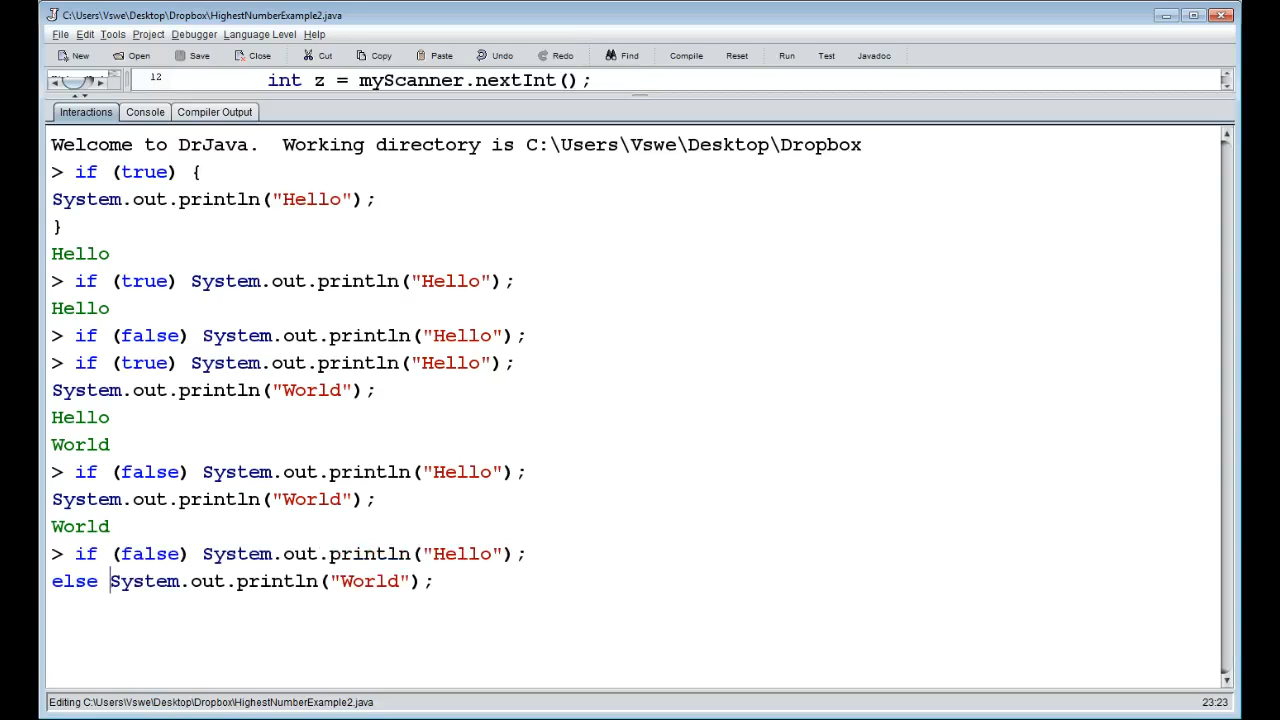 C:\Users\Vswe\Desktop\Dropbox\HighestNumberExample2.java
File Edit Tools Project Debugger Language Level Help
New Open Save Close Cut Copy Paste Undo Redo Find Compile Reset Run Test Javadoc
12 int z = myScanner.nextInt();
Interactions Console Compiler Output
Welcome to DrJava.  Working directory is C:\Users\Vswe\Desktop\Dropbox
> if (true) {
System.out.println("Hello");
}
Hello
> if (true) System.out.println("Hello");
Hello
> if (false) System.out.println("Hello");
> if (true) System.out.println("Hello");
System.out.println("World");
Hello
World
> if (false) System.out.println("Hello");
System.out.println("World");
World
> if (false) System.out.println("Hello");
else System.out.println("World");
Editing C:\Users\Vswe\Desktop\Dropbox\HighestNumberExample2.java 23:23